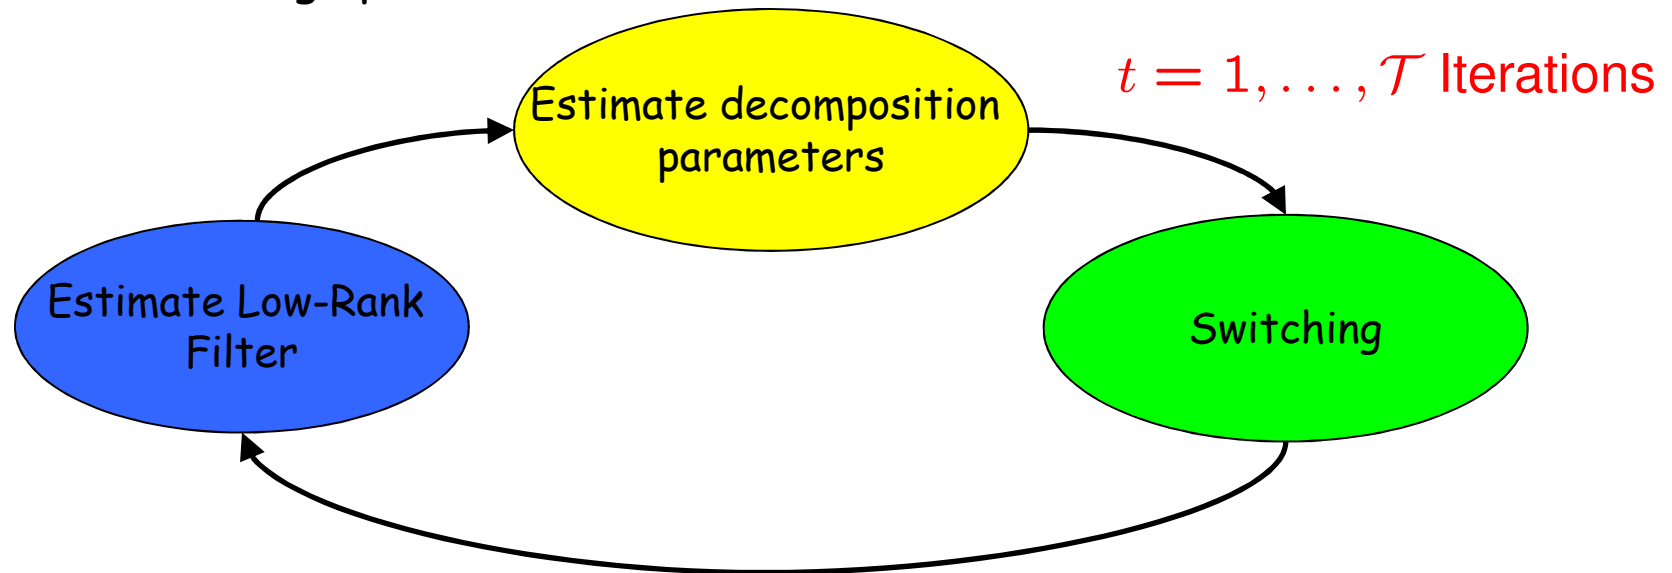 t = 1, . . . , 𝒯 Iterations
Estimate decomposition
parameters
Estimate Low-Rank
Filter
Switching